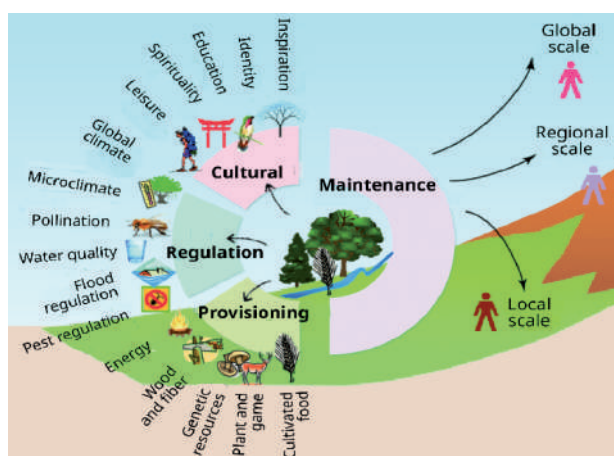 Inspiration
Identity
Education
Spirituality
Leisure
Global
climate
Microclimate
Pollination
Water quality
Flood
regulation
Pest regulation
Energy
Wood
and fiber
Genetic
resources
Plant and
game
Cultivated
food
Cultural
Regulation
Provisioning
Maintenance
Global
scale
Regional
scale
Local
scale